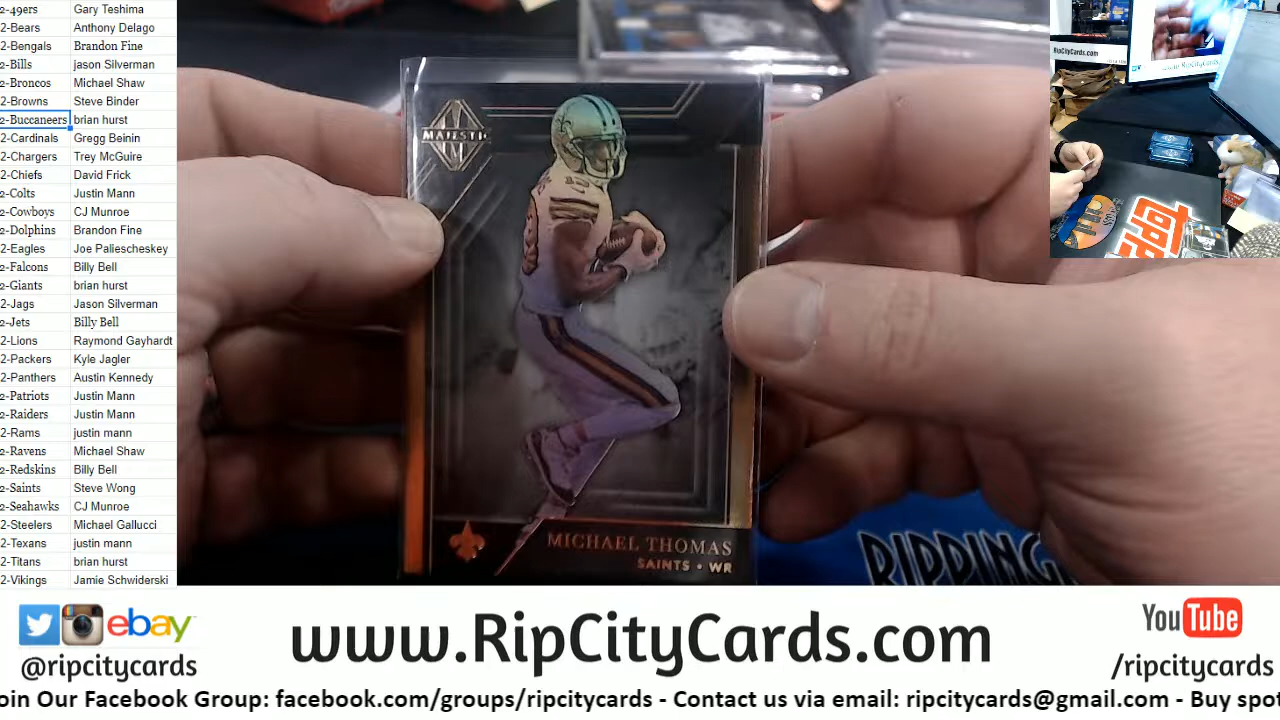 2-49ers Gary Teshima
2-Bears Anthony Delago
2-Bengals Brandon Fine
2-Bills jason Silverman
2-Broncos Michael Shaw
2-Browns Steve Binder
2-Buccaneers brian hurst
2-Cardinals Gregg Beinin
2-Chargers Trey McGuire
2-Chiefs David Frick
2-Colts Justin Mann
2-Cowboys CJ Munroe
2-Dolphins Brandon Fine
2-Eagles Joe Paliescheskey
2-Falcons Billy Bell
2-Giants brian hurst
2-Jags Jason Silverman
2-Jets Billy Bell
2-Lions Raymond Gayhardt
2-Packers Kyle Jagler
2-Panthers Austin Kennedy
2-Patriots Justin Mann
2-Raiders Justin Mann
2-Rams justin mann
2-Ravens Michael Shaw
2-Redskins Billy Bell
2-Saints Steve Wong
2-Seahawks CJ Munroe
2-Steelers Michael Gallucci
2-Texans justin mann
2-Titans brian hurst
2-Vikings Jamie Schwiderski
MAJESTIC
M
13
MICHAEL THOMAS
SAINTS • WR
RIPPING
RipCityCards.com
topps
ebay
@ripcitycards
www.RipCityCards.com
YouTube
/ripcitycards
oin Our Facebook Group: facebook.com/groups/ripcitycards - Contact us via email: ripcitycards@gmail.com - Buy spot